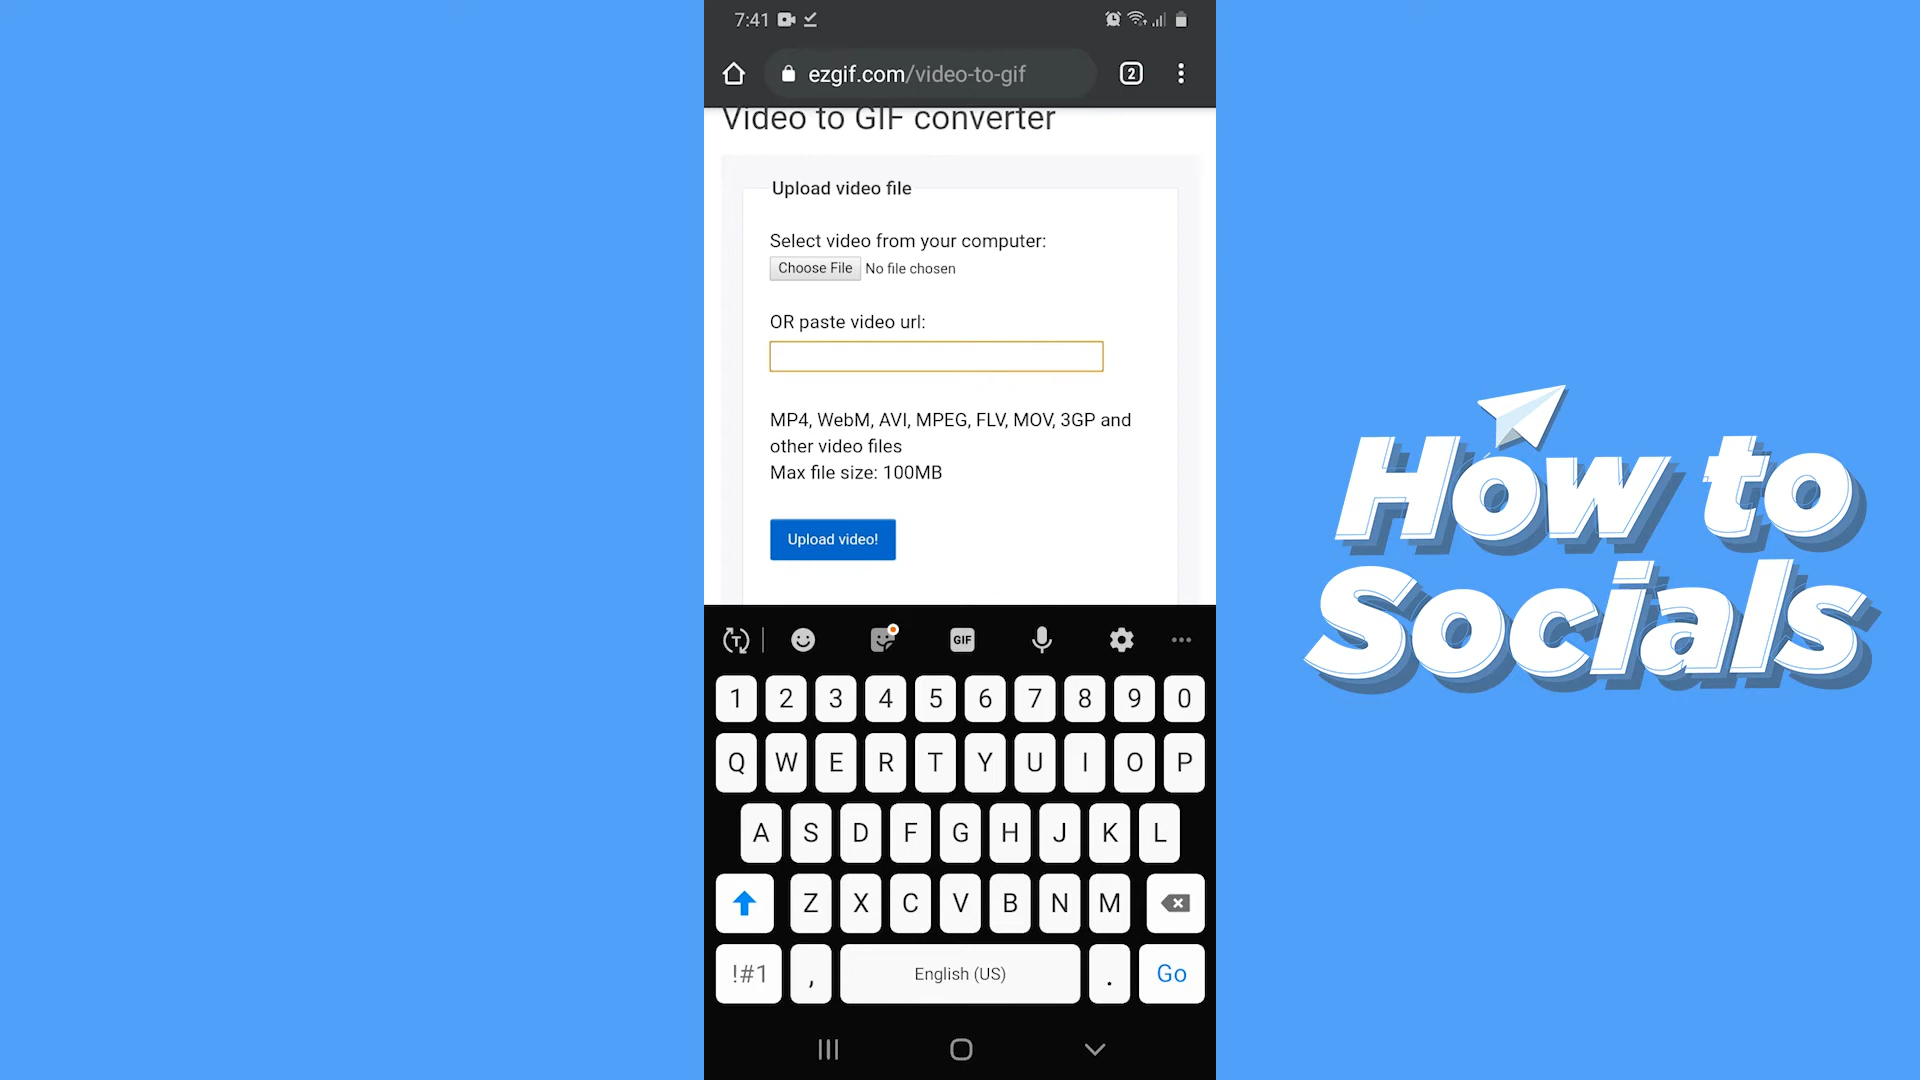 7:41
ezgif.com/video-to-gif
2
Video to GIF converter
Upload video file
Select video from your computer:
Choose File No file chosen
OR paste video url:
MP4, WebM, AVI, MPEG, FLV, MOV, 3GP and
other video files
Max file size: 100MB
Upload video!
T GIF
1 2 3 4 5 6 7 8 9 0
Q W E R T Y U I O P
A S D F G H J K L
Z X C V B N M
!#1 , English (US) . Go
How to
Socials